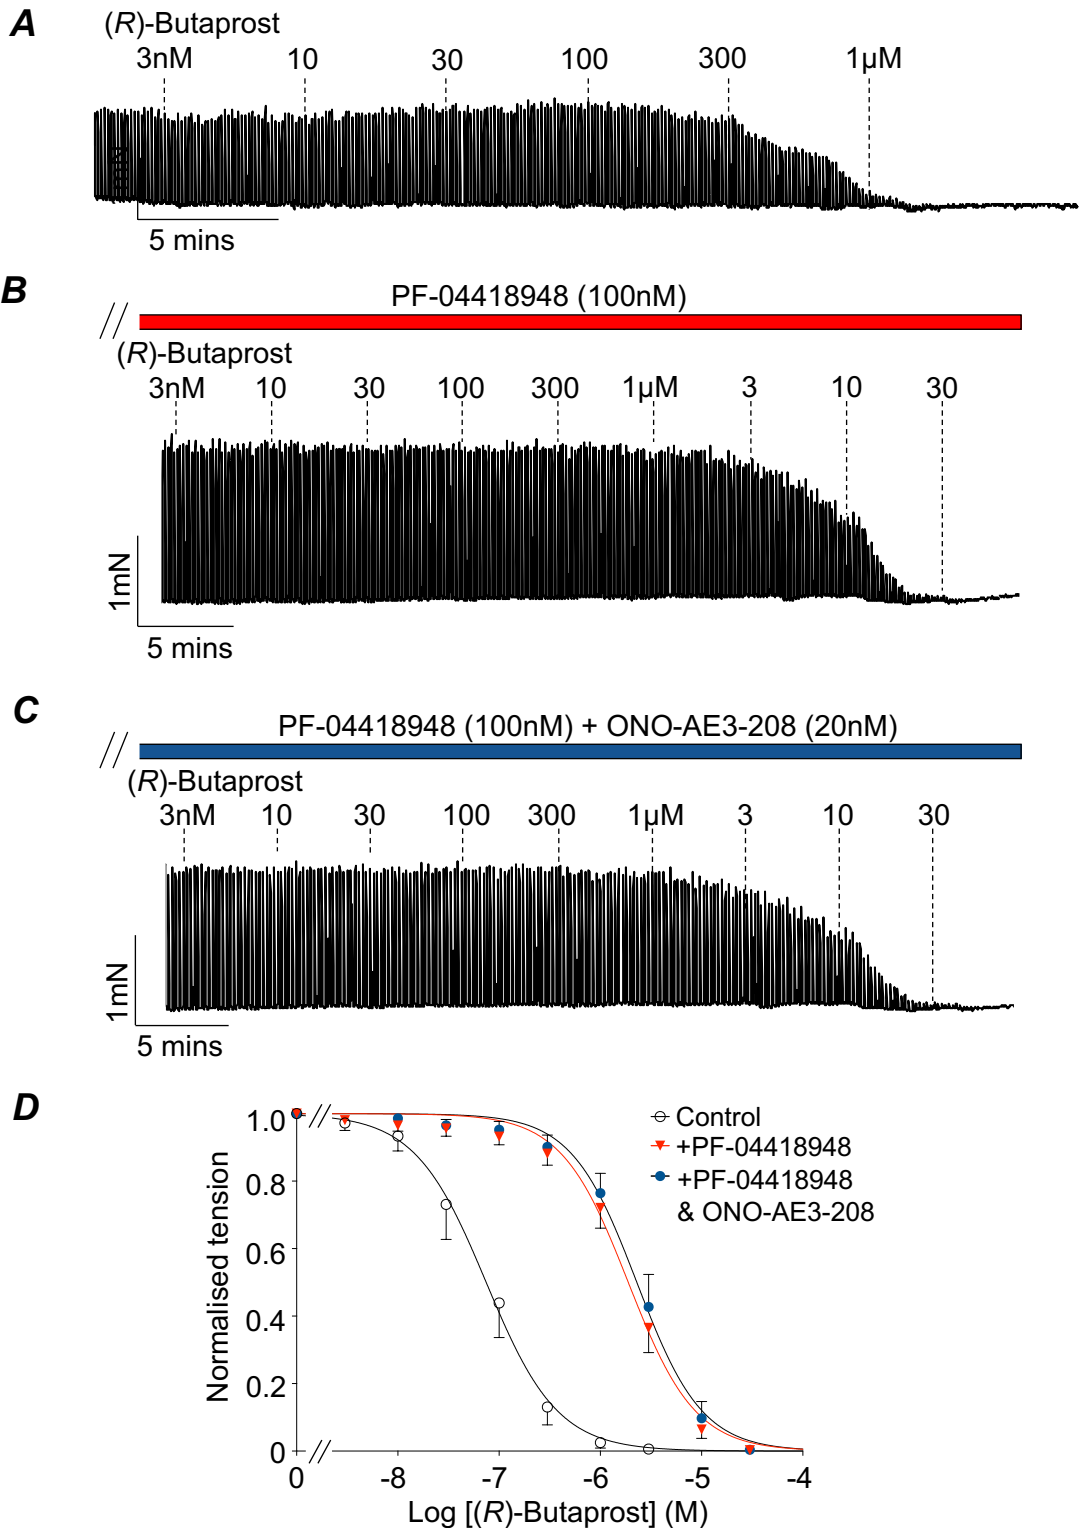 A
(R)-Butaprost
3nM 10 30 100 300 1µM
mN
5 mins
B
PF-04418948 (100nM)
(R)-Butaprost
3nM 10 30 100 300 1µM 3 10 30
1mN
5 mins
C
PF-04418948 (100nM) + ONO-AE3-208 (20nM)
(R)-Butaprost
3nM 10 30 100 300 1µM 3 10 30
1mN
5 mins
D
Normalised tension
1.0
0.8
0.6
0.4
0.2
0
Control
+PF-04418948
+PF-04418948
& ONO-AE3-208
0 -8 -7 -6 -5 -4
Log [(R)-Butaprost] (M)